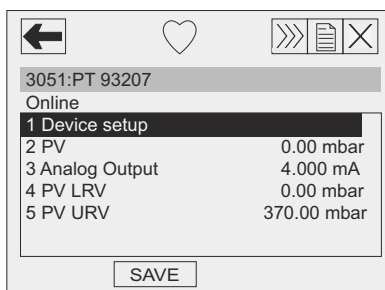 3051:PT 93207
Online
1 Device setup
2 PV 0.00 mbar
3 Analog Output 4.000 mA
4 PV LRV 0.00 mbar
5 PV URV 370.00 mbar
SAVE